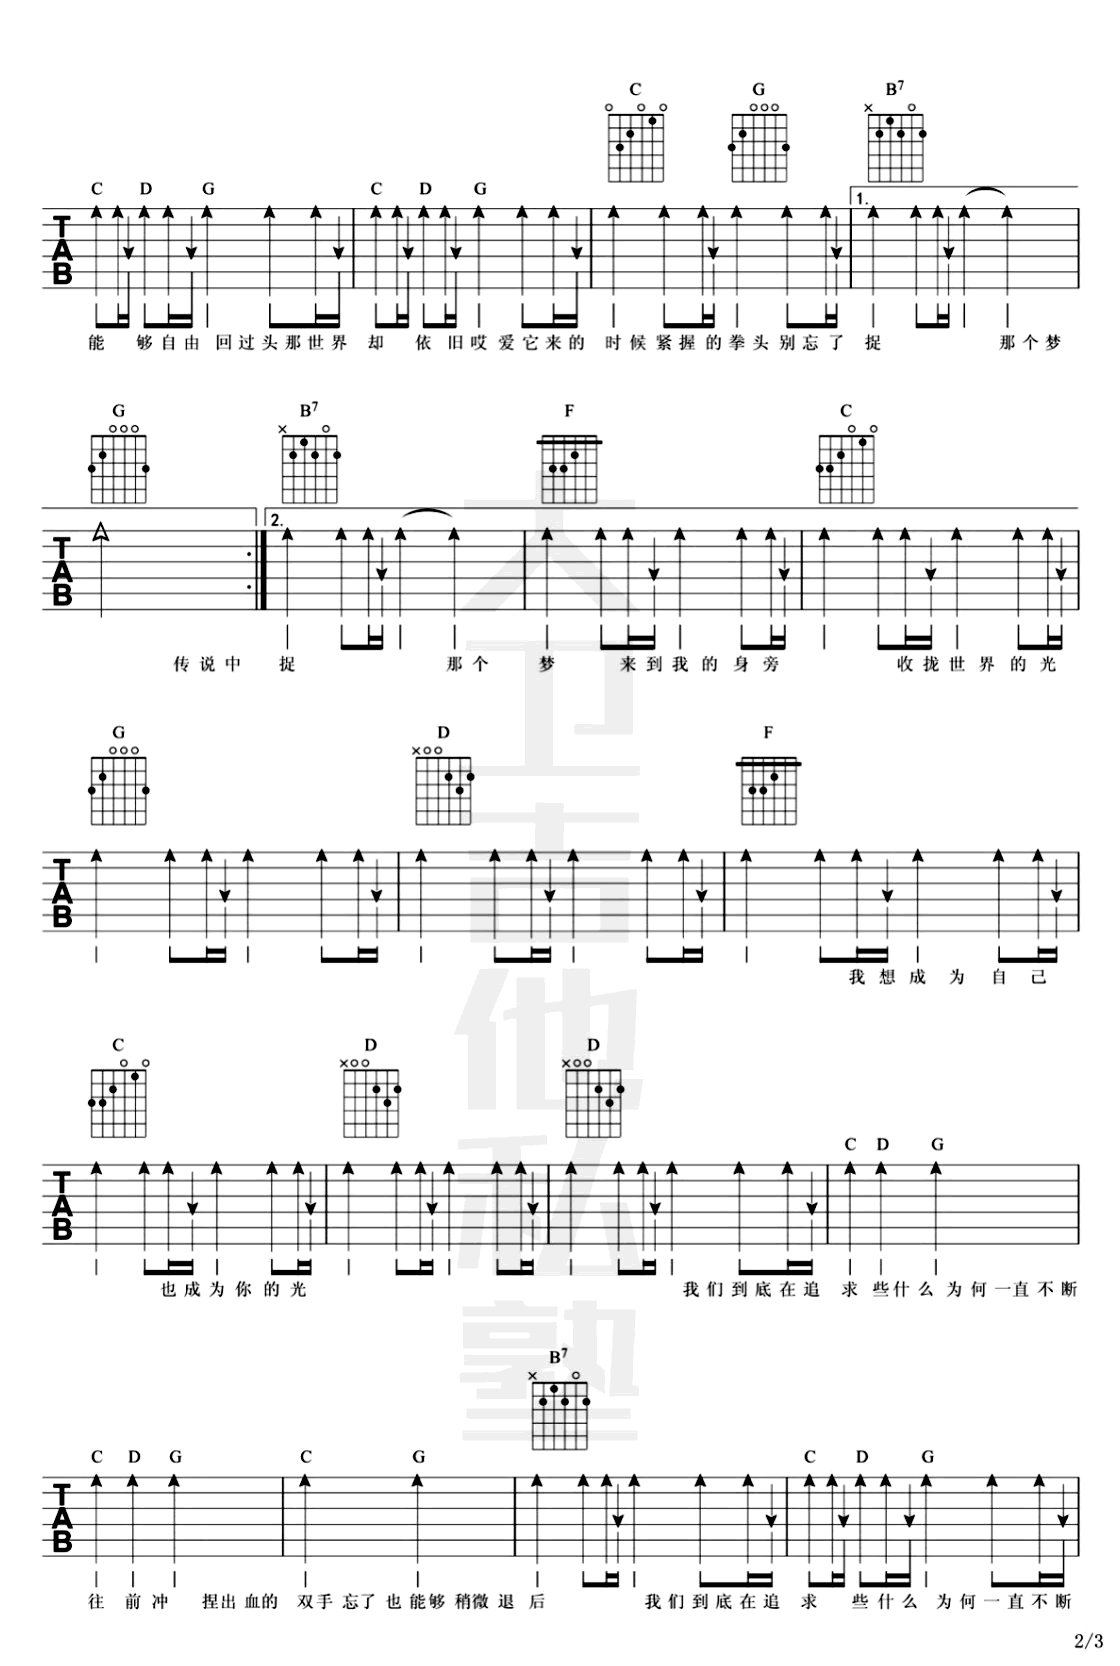 C G B7
C D G C D G
1.
TAB
能 够自由 回过头那世界 却 依旧哎爱它来的 时候紧握的拳头别忘了 捉 那个梦
G B7 F C
2.
TAB
传说中 捉 那个 梦 来到我的身旁 收拢世界的光
G D F
TAB
我想成为自己
C D D
C D G
TAB
也成为你的光 我们到底在追 求 些什么 为何一直不断
B7
C D G C G C D G
TAB
往 前 冲 捏出血的 双手忘了也能够稍微退 后 我们到底在追 求 些什么 为何一直不断
2/3
大卫吉他私塾